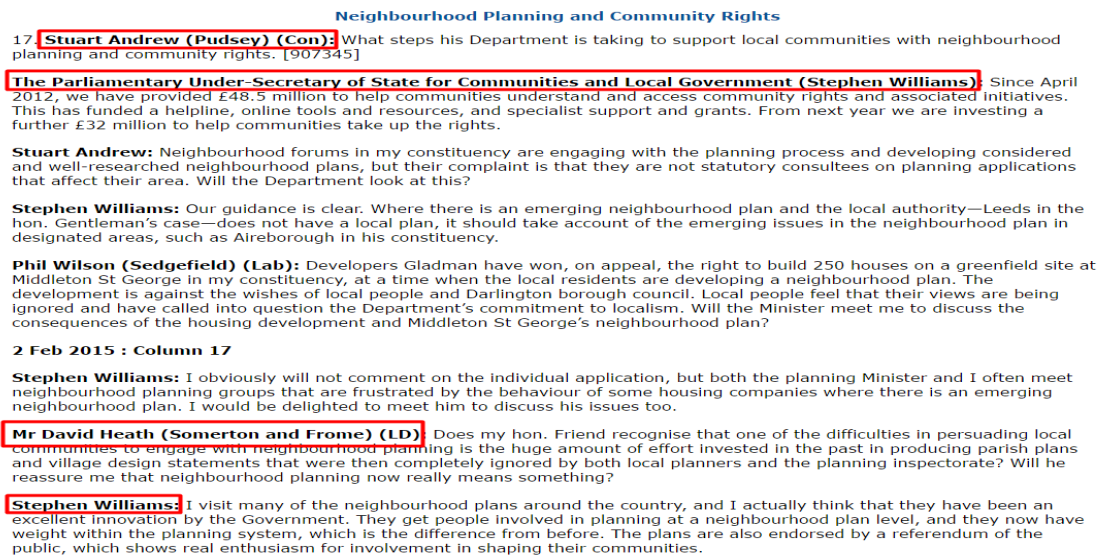 Neighbourhood Planning and Community Rights
17. Stuart Andrew (Pudsey) (Con): What steps his Department is taking to support local communities with neighbourhood
planning and community rights. [907345]
The Parliamentary Under-Secretary of State for Communities and Local Government (Stephen Williams): Since April
2012, we have provided £48.5 million to help communities understand and access community rights and associated initiatives.
This has funded a helpline, online tools and resources, and specialist support and grants. From next year we are investing a
further £32 million to help communities take up the rights.
Stuart Andrew: Neighbourhood forums in my constituency are engaging with the planning process and developing considered
and well-researched neighbourhood plans, but their complaint is that they are not statutory consultees on planning applications
that affect their area. Will the Department look at this?
Stephen Williams: Our guidance is clear. Where there is an emerging neighbourhood plan and the local authority—Leeds in the
hon. Gentleman's case—does not have a local plan, it should take account of the emerging issues in the neighbourhood plan in
designated areas, such as Aireborough in his constituency.
Phil Wilson (Sedgefield) (Lab): Developers Gladman have won, on appeal, the right to build 250 houses on a greenfield site at
Middleton St George in my constituency, at a time when the local residents are developing a neighbourhood plan. The
development is against the wishes of local people and Darlington borough council. Local people feel that their views are being
ignored and have called into question the Department's commitment to localism. Will the Minister meet me to discuss the
consequences of the housing development and Middleton St George's neighbourhood plan?
2 Feb 2015 : Column 17
Stephen Williams: I obviously will not comment on the individual application, but both the planning Minister and I often meet
neighbourhood planning groups that are frustrated by the behaviour of some housing companies where there is an emerging
neighbourhood plan. I would be delighted to meet him to discuss his issues too.
Mr David Heath (Somerton and Frome) (LD): Does my hon. Friend recognise that one of the difficulties in persuading local
communities to engage with neighbourhood planning is the huge amount of effort invested in the past in producing parish plans
and village design statements that were then completely ignored by both local planners and the planning inspectorate? Will he
reassure me that neighbourhood planning now really means something?
Stephen Williams: I visit many of the neighbourhood plans around the country, and I actually think that they have been an
excellent innovation by the Government. They get people involved in planning at a neighbourhood plan level, and they now have
weight within the planning system, which is the difference from before. The plans are also endorsed by a referendum of the
public, which shows real enthusiasm for involvement in shaping their communities.